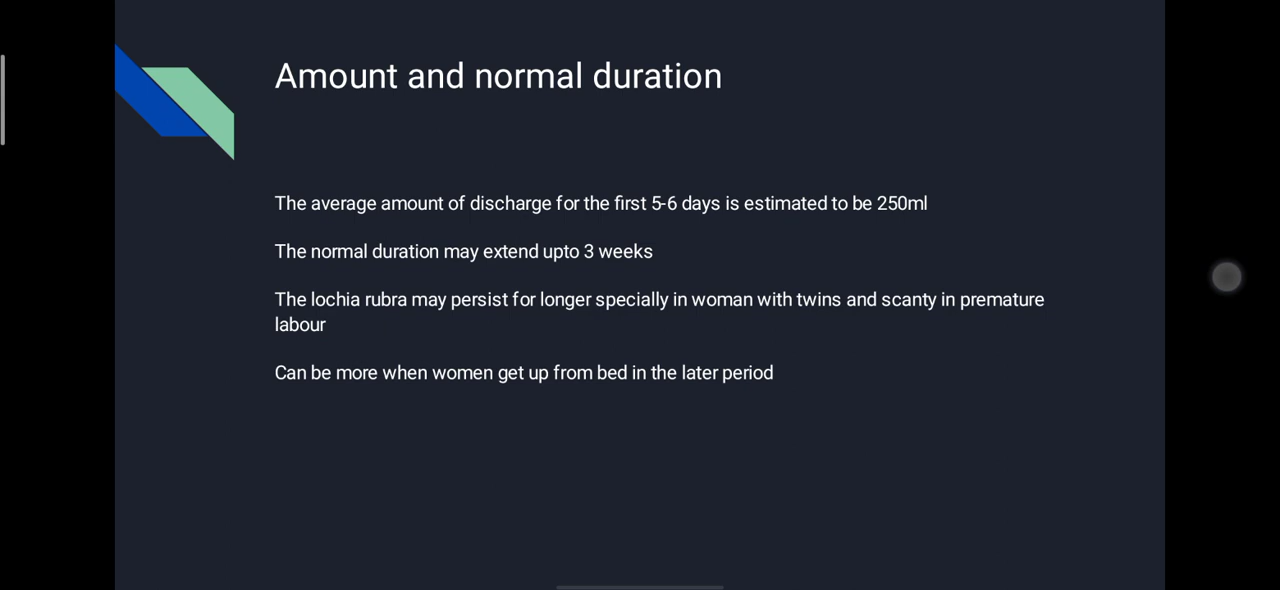 Amount and normal duration
The average amount of discharge for the first 5-6 days is estimated to be 250ml
The normal duration may extend upto 3 weeks
The lochia rubra may persist for longer specially in woman with twins and scanty in premature
labour
Can be more when women get up from bed in the later period